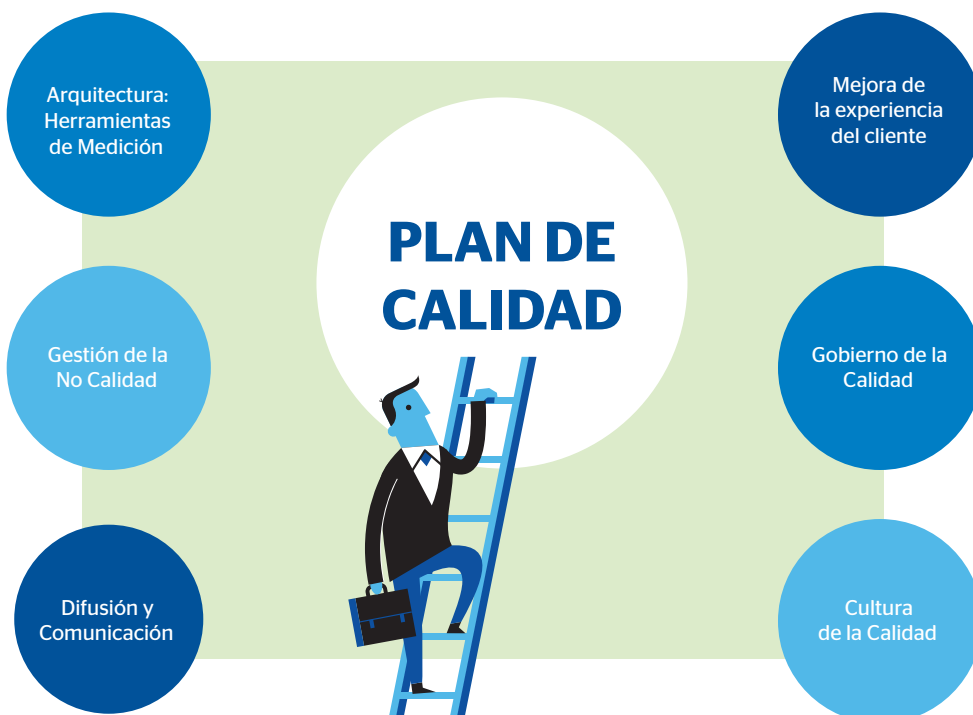 Arquitectura:
Herramientas
de Medición
Mejora de
la experiencia
del cliente
PLAN DE
CALIDAD
Gestión de la
No Calidad
Gobierno de la
Calidad
Difusión y
Comunicación
Cultura
de la Calidad